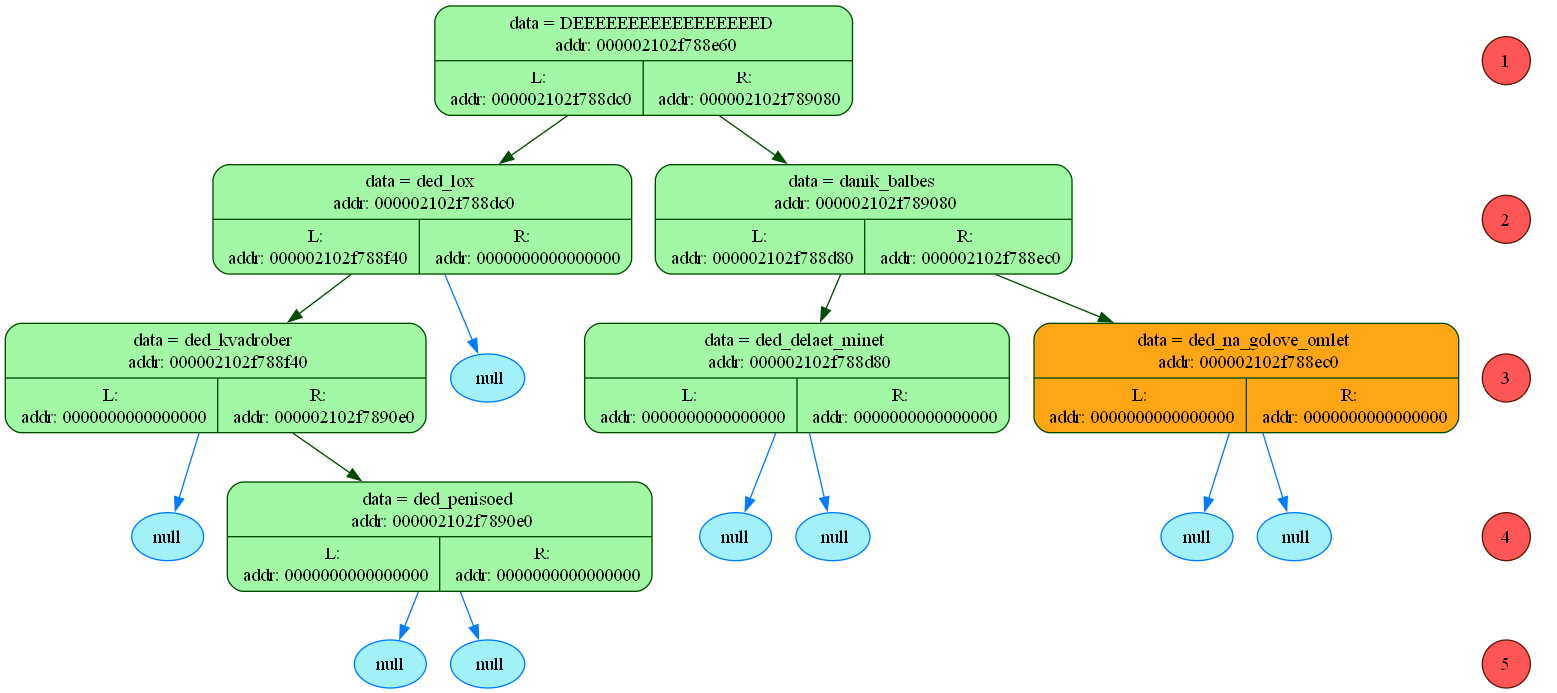 data = DEEEEEEEEEEEEEEEEED
addr: 000002102f788e60
L:
addr: 000002102f788dc0
R:
addr: 000002102f789080
1
data = ded_lox
addr: 000002102f788dc0
L:
addr: 000002102f788f40
R:
addr: 0000000000000000
data = danik_balbes
addr: 000002102f789080
L:
addr: 000002102f788d80
R:
addr: 000002102f788ec0
2
data = ded_kvadrober
addr: 000002102f788f40
L:
addr: 0000000000000000
R:
addr: 000002102f7890e0
null
data = ded_delaet_minet
addr: 000002102f788d80
L:
addr: 0000000000000000
R:
addr: 0000000000000000
data = ded_na_golove_omlet
addr: 000002102f788ec0
L:
addr: 0000000000000000
R:
addr: 0000000000000000
3
null
data = ded_penisoed
addr: 000002102f7890e0
L:
addr: 0000000000000000
R:
addr: 0000000000000000
null
null
null
null
4
null
null
5